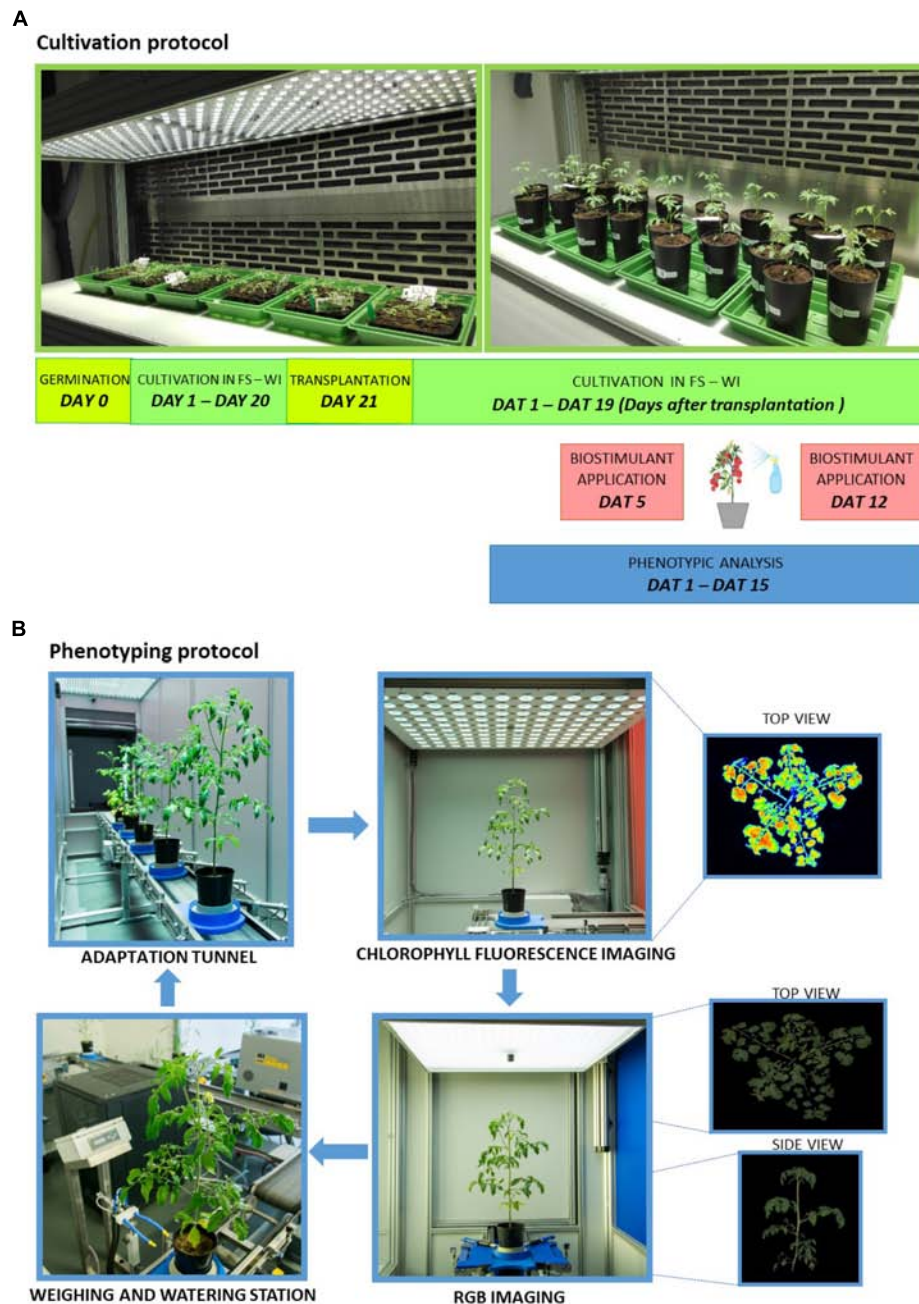 A
Cultivation protocol
GERMINATION
DAY 0
CULTIVATION IN FS – WI
DAY 1 – DAY 20
TRANSPLANTATION
DAY 21
CULTIVATION IN FS – WI
DAT 1 – DAT 19 (Days after transplantation )
BIOSTIMULANT
APPLICATION
DAT 5
BIOSTIMULANT
APPLICATION
DAT 12
PHENOTYPIC ANALYSIS
DAT 1 – DAT 15
B
Phenotyping protocol
TOP VIEW
ADAPTATION TUNNEL
CHLOROPHYLL FLUORESCENCE IMAGING
TOP VIEW
SIDE VIEW
WEIGHING AND WATERING STATION
RGB IMAGING